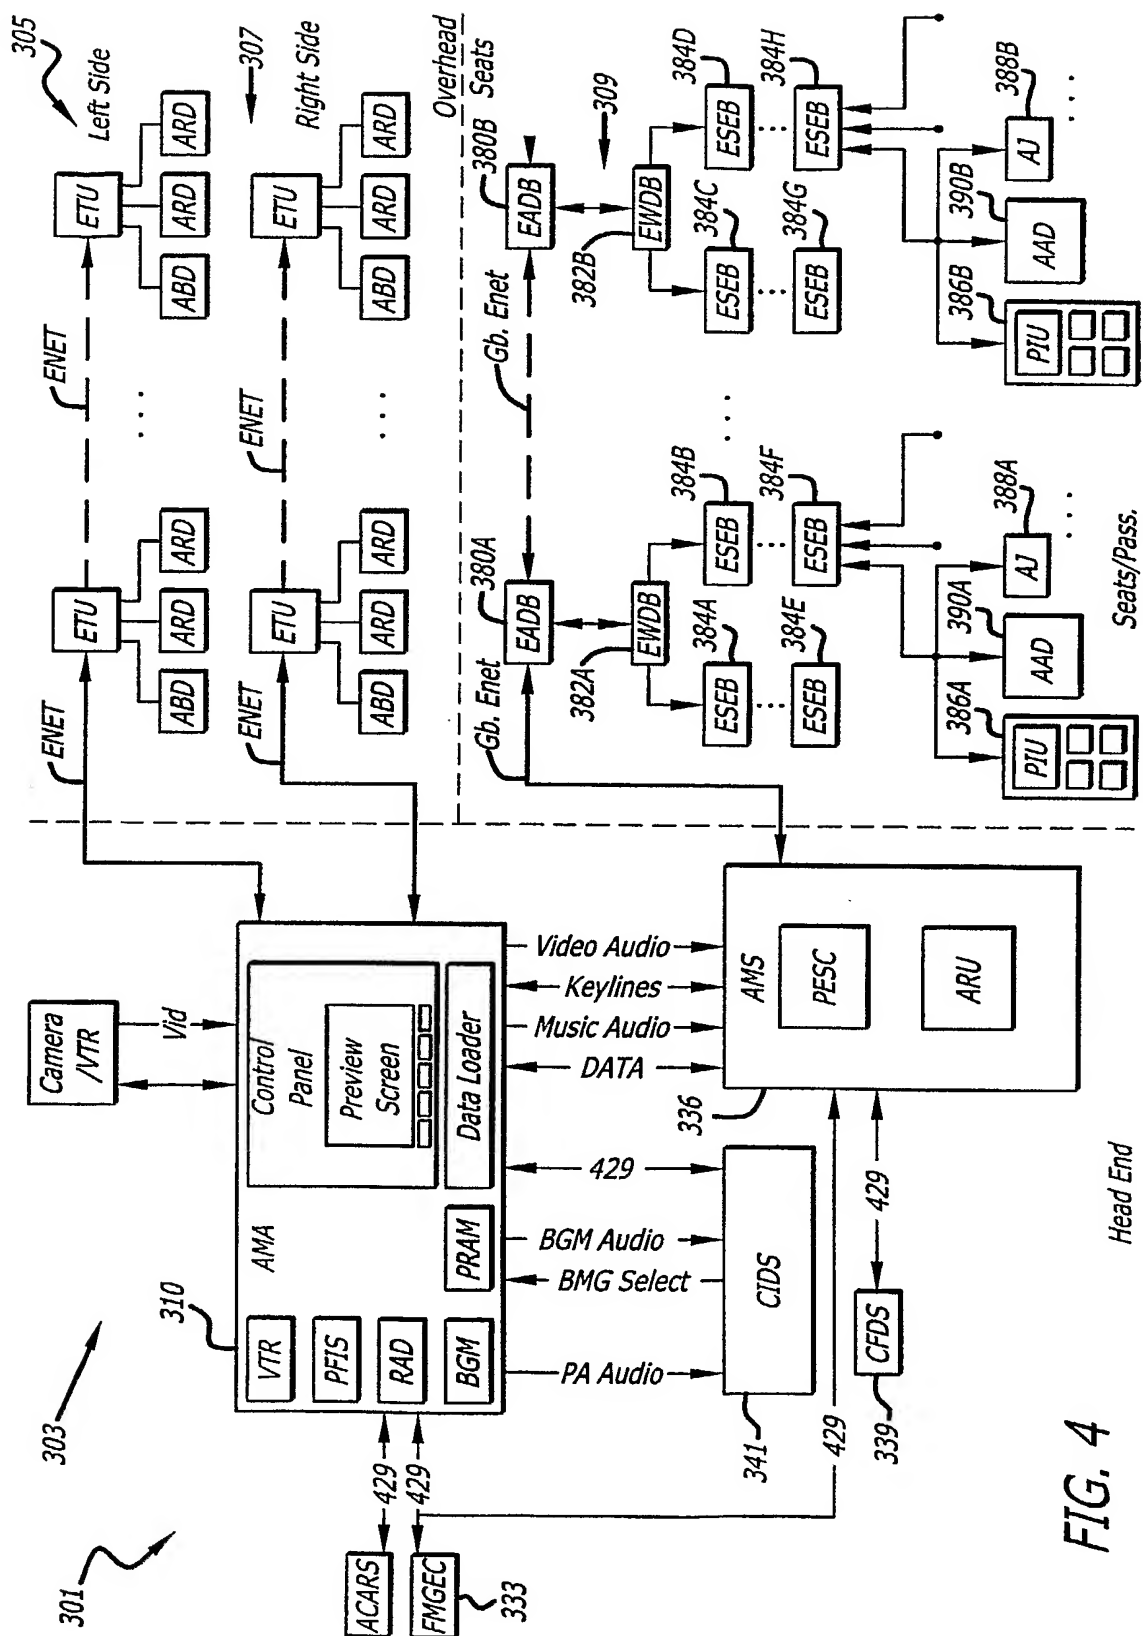 301
303
ACARS
FMGEC
333
429
429
310
VTR
PFIS
RAD
BGM
AMA
PRAM
Control
Panel
Preview
Screen
Data Loader
Camera
/VTR
Vid
PA Audio
BMG Select
BGM Audio
429
DATA
Music Audio
Keylines
Video Audio
CIDS
341
429
CFDS
339
429
336
AMS
PESC
ARU
Head End
FIG. 4
305
Left Side
ENET
ETU
ABD
ARD
ARD
ENET
ETU
ABD
ARD
ARD
...
307
Right Side
ENET
ETU
ABD
ARD
ARD
ENET
ETU
ABD
ARD
ARD
...
Overhead
Seats
Gb. Enet
EADB
380A
Gb. Enet
EADB
380B
309
382A
EWDB
382B
EWDB
384A
ESEB
384B
ESEB
384C
ESEB
384D
ESEB
...
384E
ESEB
384F
ESEB
384G
ESEB
384H
ESEB
386A
PIU
390A
AAD
388A
AJ
...
386B
PIU
390B
AAD
388B
AJ
...
Seats/Pass.